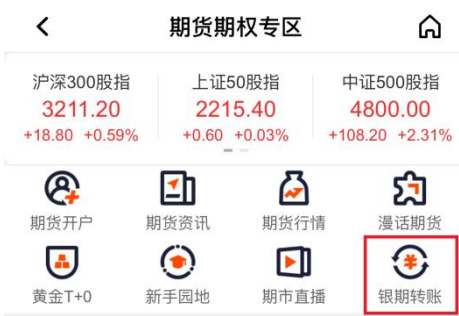 期货期权专区
沪深300股指 上证50股指 中证500股指
3211.20 2215.40 4800.00
+18.80 +0.59% +0.60 +0.03% +108.20 +2.31%
期货开户 期货资讯 期货行情 漫话期货
黄金T+0 新手园地 期市直播 银期转账